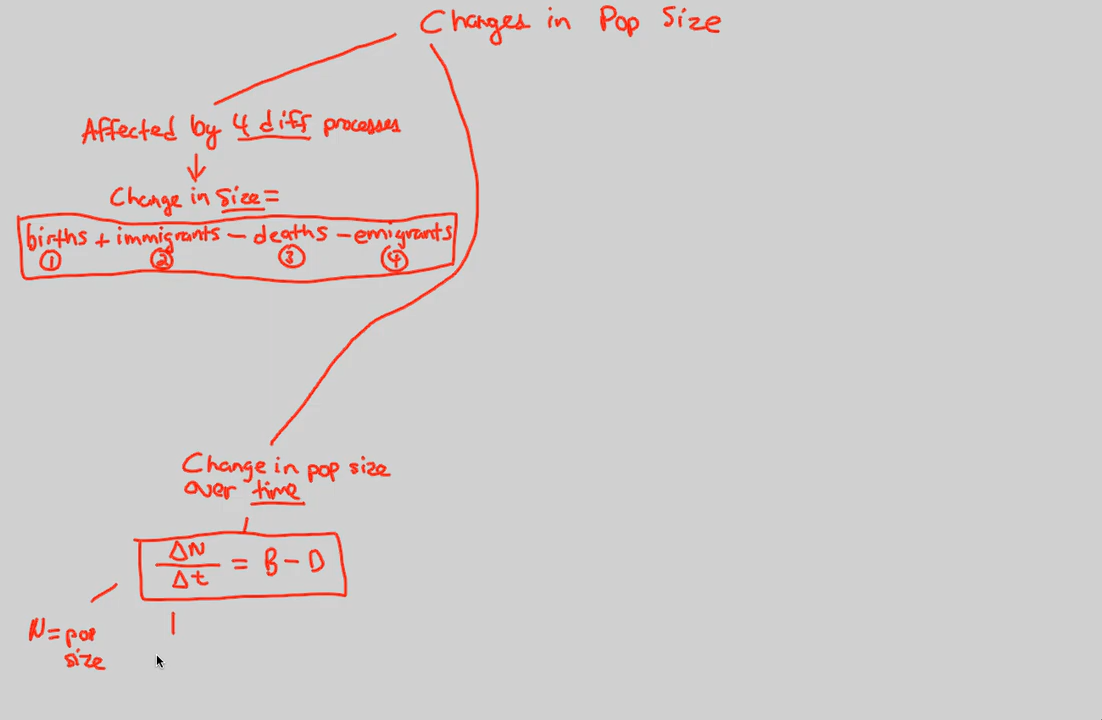 Changes in Pop Size
Affected by 4 diff processes
↓
Change in size =
births + immigrants - deaths - emigrants
① ② ③ ④
Change in pop size
over time
ΔN
Δt = B - D
N = pop
size